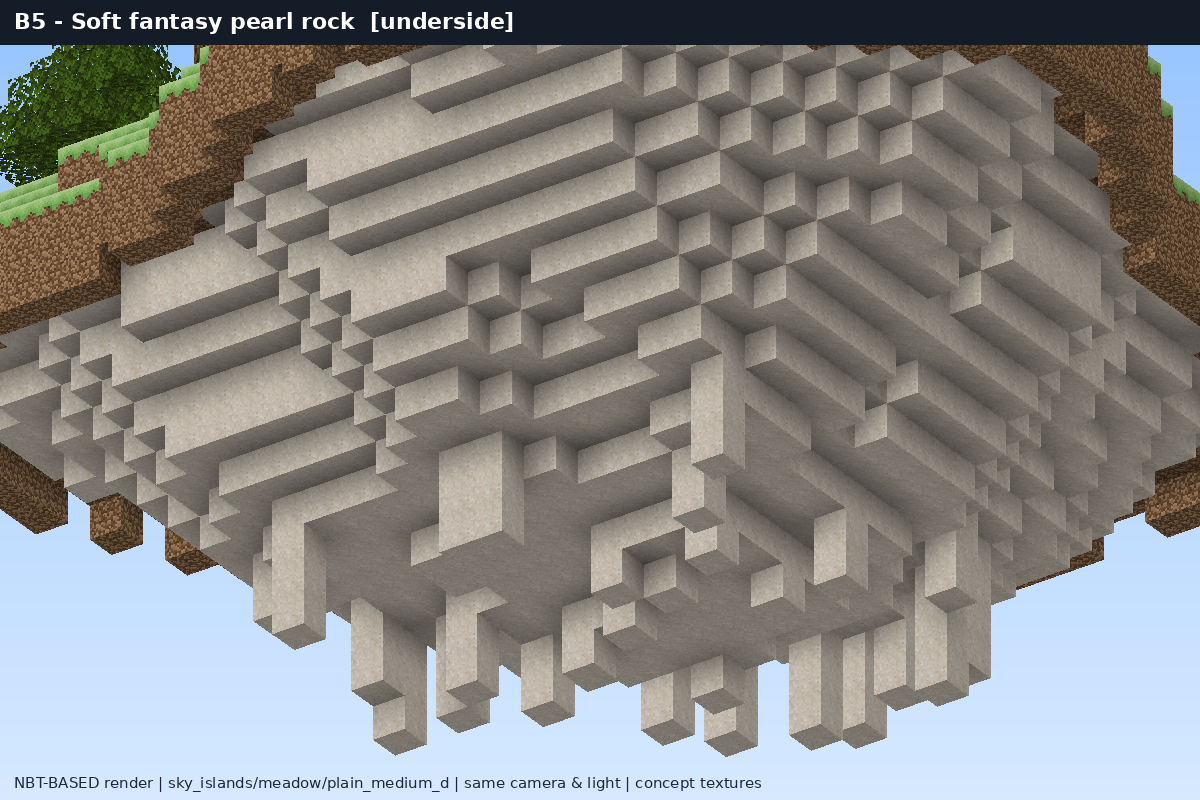 B5 - Soft fantasy pearl rock  [underside]
NBT-BASED render | sky_islands/meadow/plain_medium_d | same camera & light | concept textures